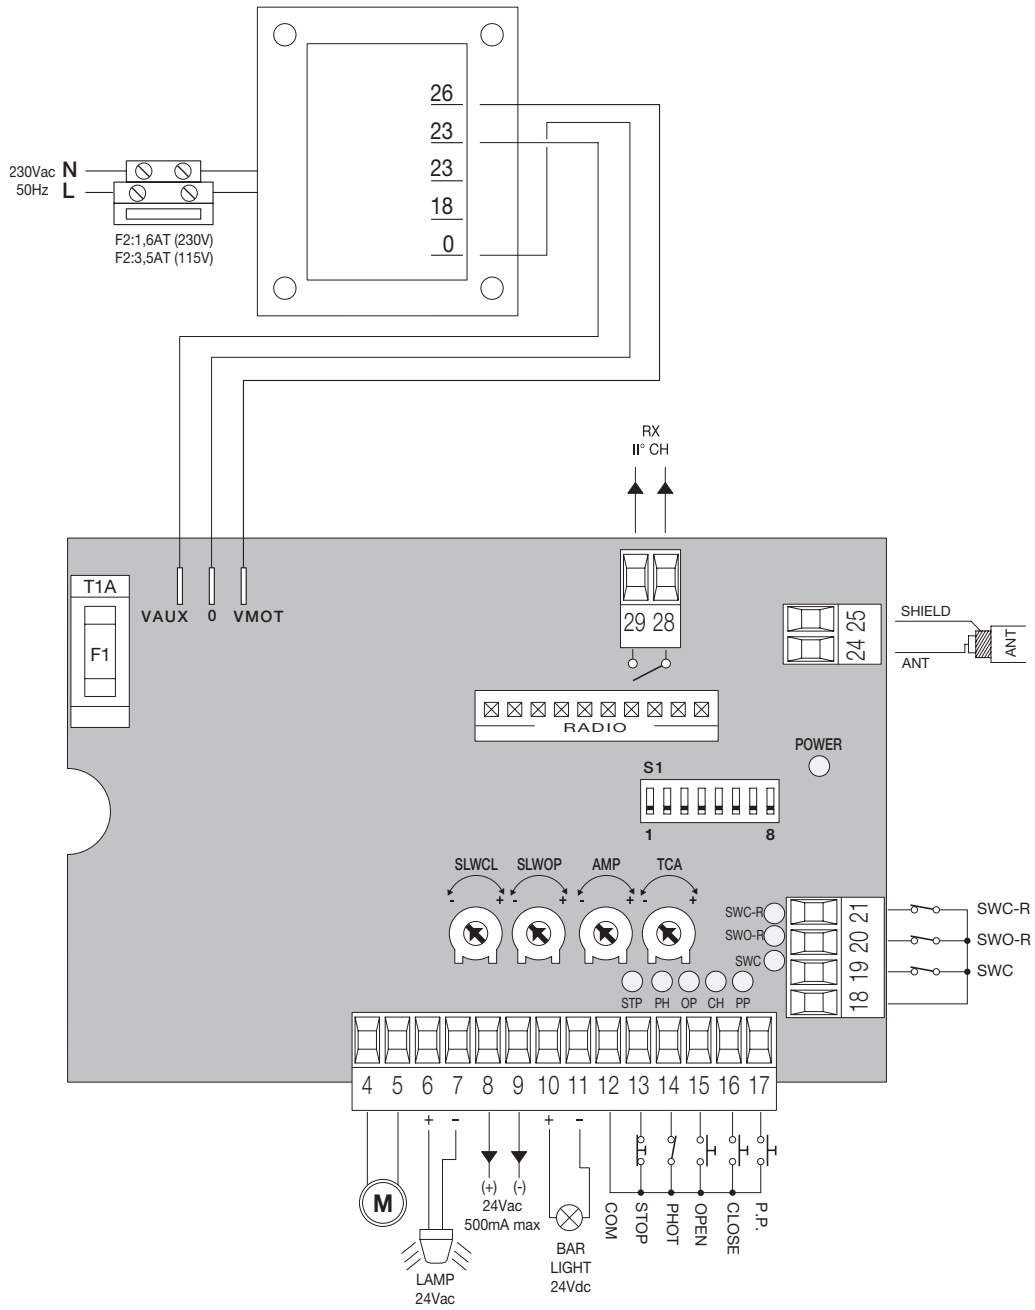 26
23
23
18
0
230Vac N
50Hz L
F2:1,6AT (230V)
F2:3,5AT (115V)
RX
II° CH
T1A
F1
VAUX 0 VMOT
29 28
RADIO
24 25
SHIELD
ANT
ANT
POWER
S1
1 8
SLWCL SLWOP AMP TCA
- + - + - + - +
SWC-R
SWO-R
SWC
18 19 20 21
SWC-R
SWO-R
SWC
STP PH OP CH PP
4 5 6 7 8 9 10 11 12 13 14 15 16 17
+ - + -
M
(+) (-)
24Vac
500mA max
LAMP
24Vac
BAR
LIGHT
24Vdc
COM
STOP
PHOT
OPEN
CLOSE
P.P.